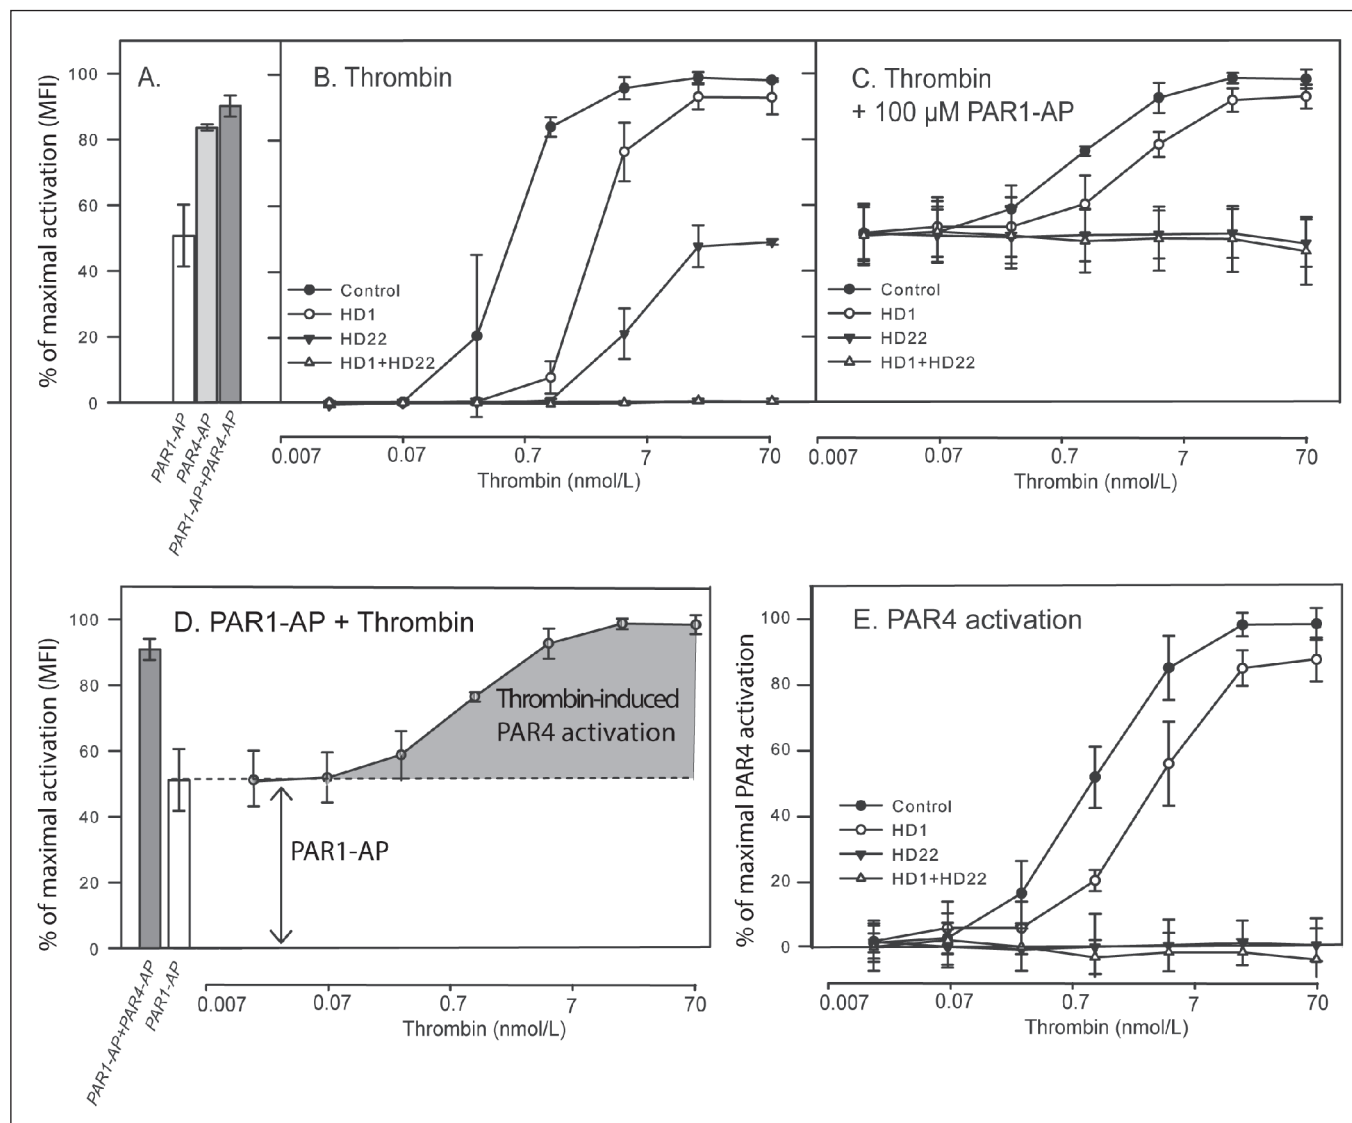 % of maximal activation (MFI)
100
80
60
40
20
0
A.
PAR1-AP
PAR4-AP
PAR1-AP+PAR4-AP
B. Thrombin
Control
HD1
HD22
HD1+HD22
0.007 0.07 0.7 7 70
Thrombin (nmol/L)
C. Thrombin
+ 100 µM PAR1-AP
Control
HD1
HD22
HD1+HD22
0.007 0.07 0.7 7 70
Thrombin (nmol/L)
% of maximal activation (MFI)
100
80
60
40
20
0
D. PAR1-AP + Thrombin
Thrombin-induced
PAR4 activation
PAR1-AP
PAR1-AP+PAR4-AP
PAR1-AP
0.007 0.07 0.7 7 70
Thrombin (nmol/L)
% of maximal PAR4 activation
100
80
60
40
20
0
E. PAR4 activation
Control
HD1
HD22
HD1+HD22
0.007 0.07 0.7 7 70
Thrombin (nmol/L)